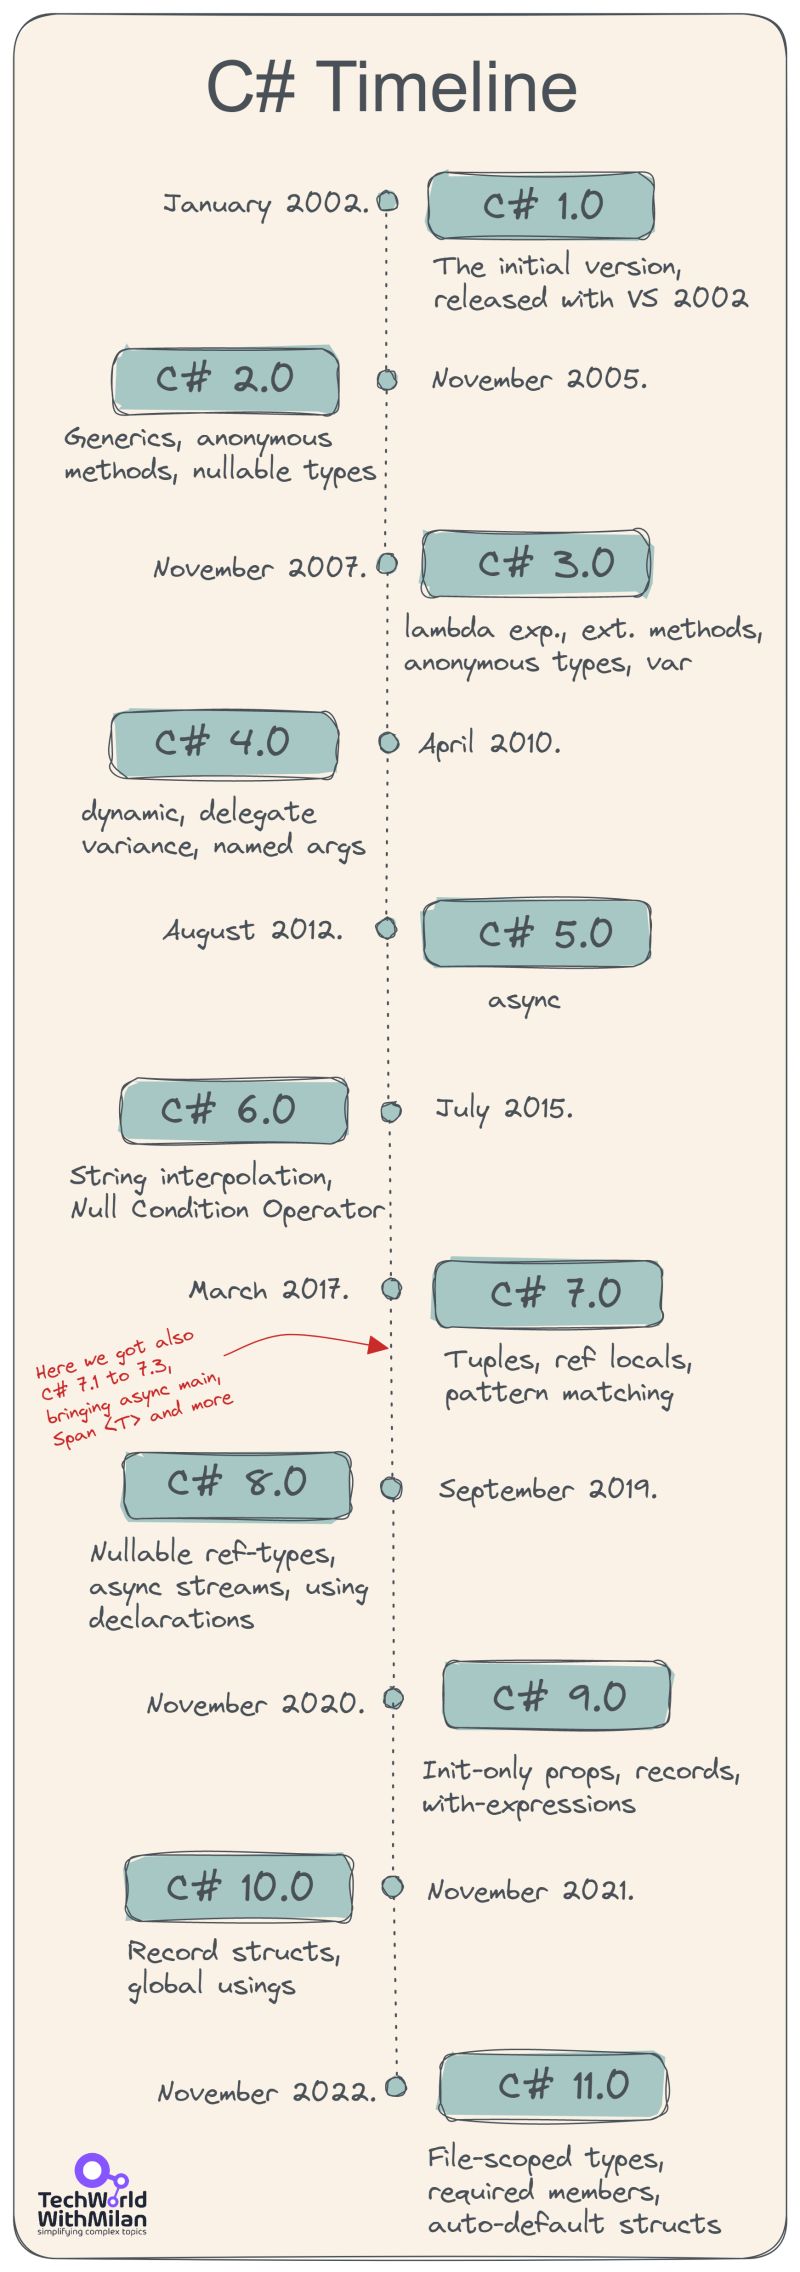 C# Timeline
January 2002.
C# 1.0
The initial version,
released with VS 2002
C# 2.0
November 2005.
Generics, anonymous
methods, nullable types
November 2007.
C# 3.0
lambda exp., ext. methods,
anonymous types, var
C# 4.0
April 2010.
dynamic, delegate
variance, named args
August 2012.
C# 5.0
async
C# 6.0
July 2015.
String interpolation,
Null Condition Operator
March 2017.
C# 7.0
Tuples, ref locals,
pattern matching
Here we got also
C# 7.1 to 7.3,
bringing async main,
Span <T> and more
C# 8.0
September 2019.
Nullable ref-types,
async streams, using
declarations
November 2020.
C# 9.0
Init-only props, records,
with-expressions
C# 10.0
November 2021.
Record structs,
global usings
November 2022.
C# 11.0
File-scoped types,
required members,
auto-default structs
TechWorld
WithMilan
simplifying complex topics